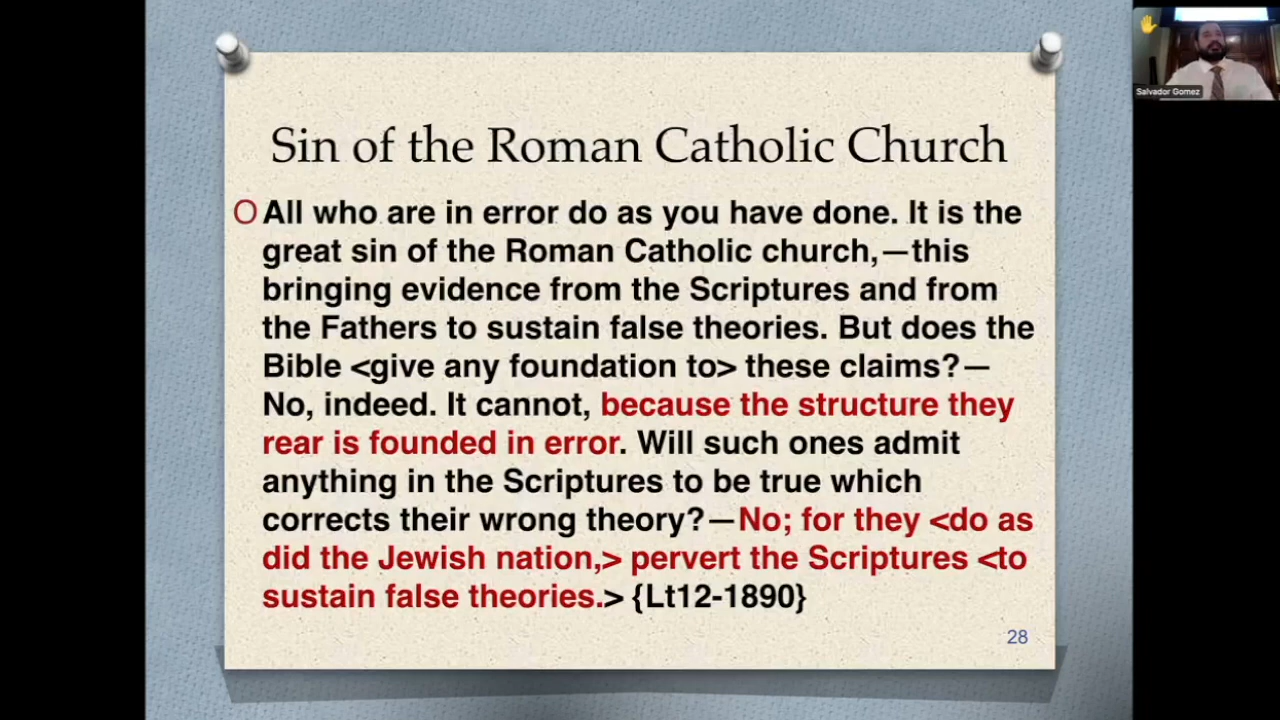 Sin of the Roman Catholic Church
O All who are in error do as you have done. It is the
great sin of the Roman Catholic church,—this
bringing evidence from the Scriptures and from
the Fathers to sustain false theories. But does the
Bible <give any foundation to> these claims?—
No, indeed. It cannot, because the structure they
rear is founded in error. Will such ones admit
anything in the Scriptures to be true which
corrects their wrong theory?—No; for they <do as
did the Jewish nation,> pervert the Scriptures <to
sustain false theories.> {Lt12-1890}
28
Salvador Gomez